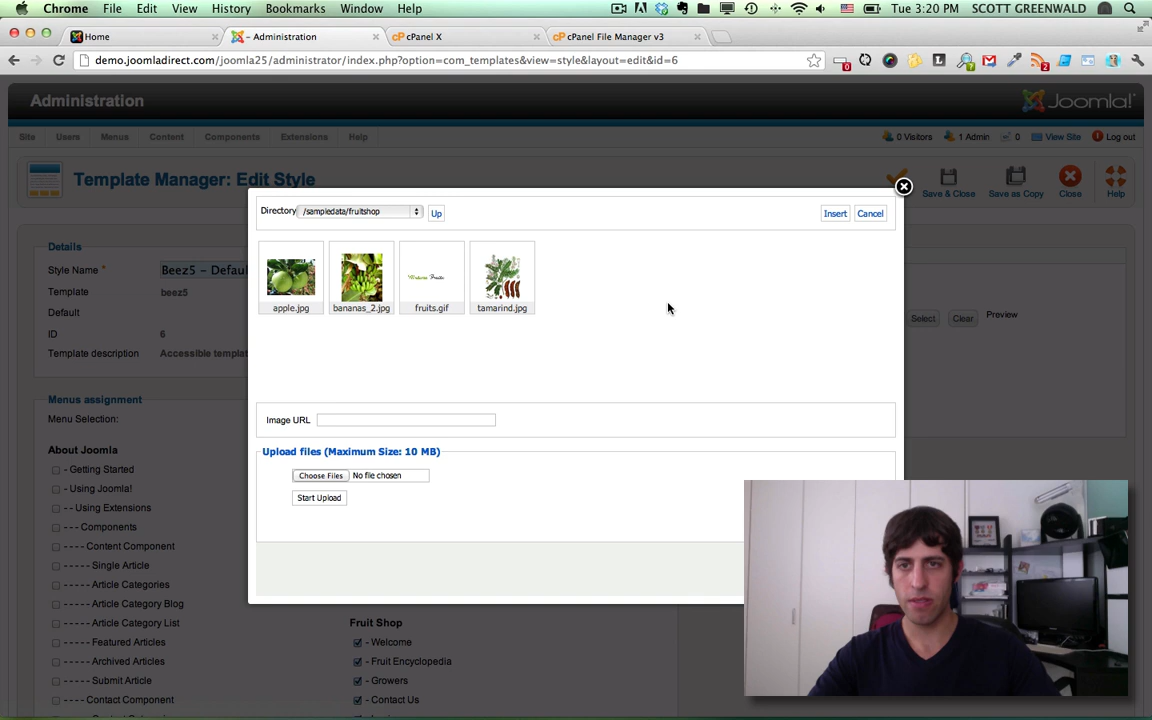 Chrome File Edit View History Bookmarks Window Help Tue 3:20 PM SCOTT GREENWALD
Home - Administration cPanel X cPanel File Manager v3
demo.joomladirect.com/joomla25/administrator/index.php?option=com_templates&view=style&layout=edit&id=6
Administration Joomla!
Site Users Menus Content Components Extensions Help 0 Visitors 1 Admin 0 View Site Log out
Template Manager: Edit Style
Save & Close Save as Copy Close Help
Directory /sampledata/fruitshop Up Insert Cancel
apple.jpg bananas_2.jpg fruits.gif tamarind.jpg
Image URL
Upload files (Maximum Size: 10 MB)
Choose Files No file chosen
Start Upload
Details
Style Name * Beez5 - Defau
Template beez5
Default
ID 6
Template description Accessible templat
Select Clear Preview
Menus assignment
Menu Selection:
About Joomla
- Getting Started
- Using Joomla!
- - Using Extensions
- - - Components
- - - - Content Component
- - - - - Single Article
- - - - - Article Categories
- - - - - Article Category Blog
- - - - - Article Category List
- - - - - Featured Articles
- - - - - Archived Articles
- - - - - Submit Article
- - - - Contact Component
Fruit Shop
- Welcome
- Fruit Encyclopedia
- Growers
- Contact Us